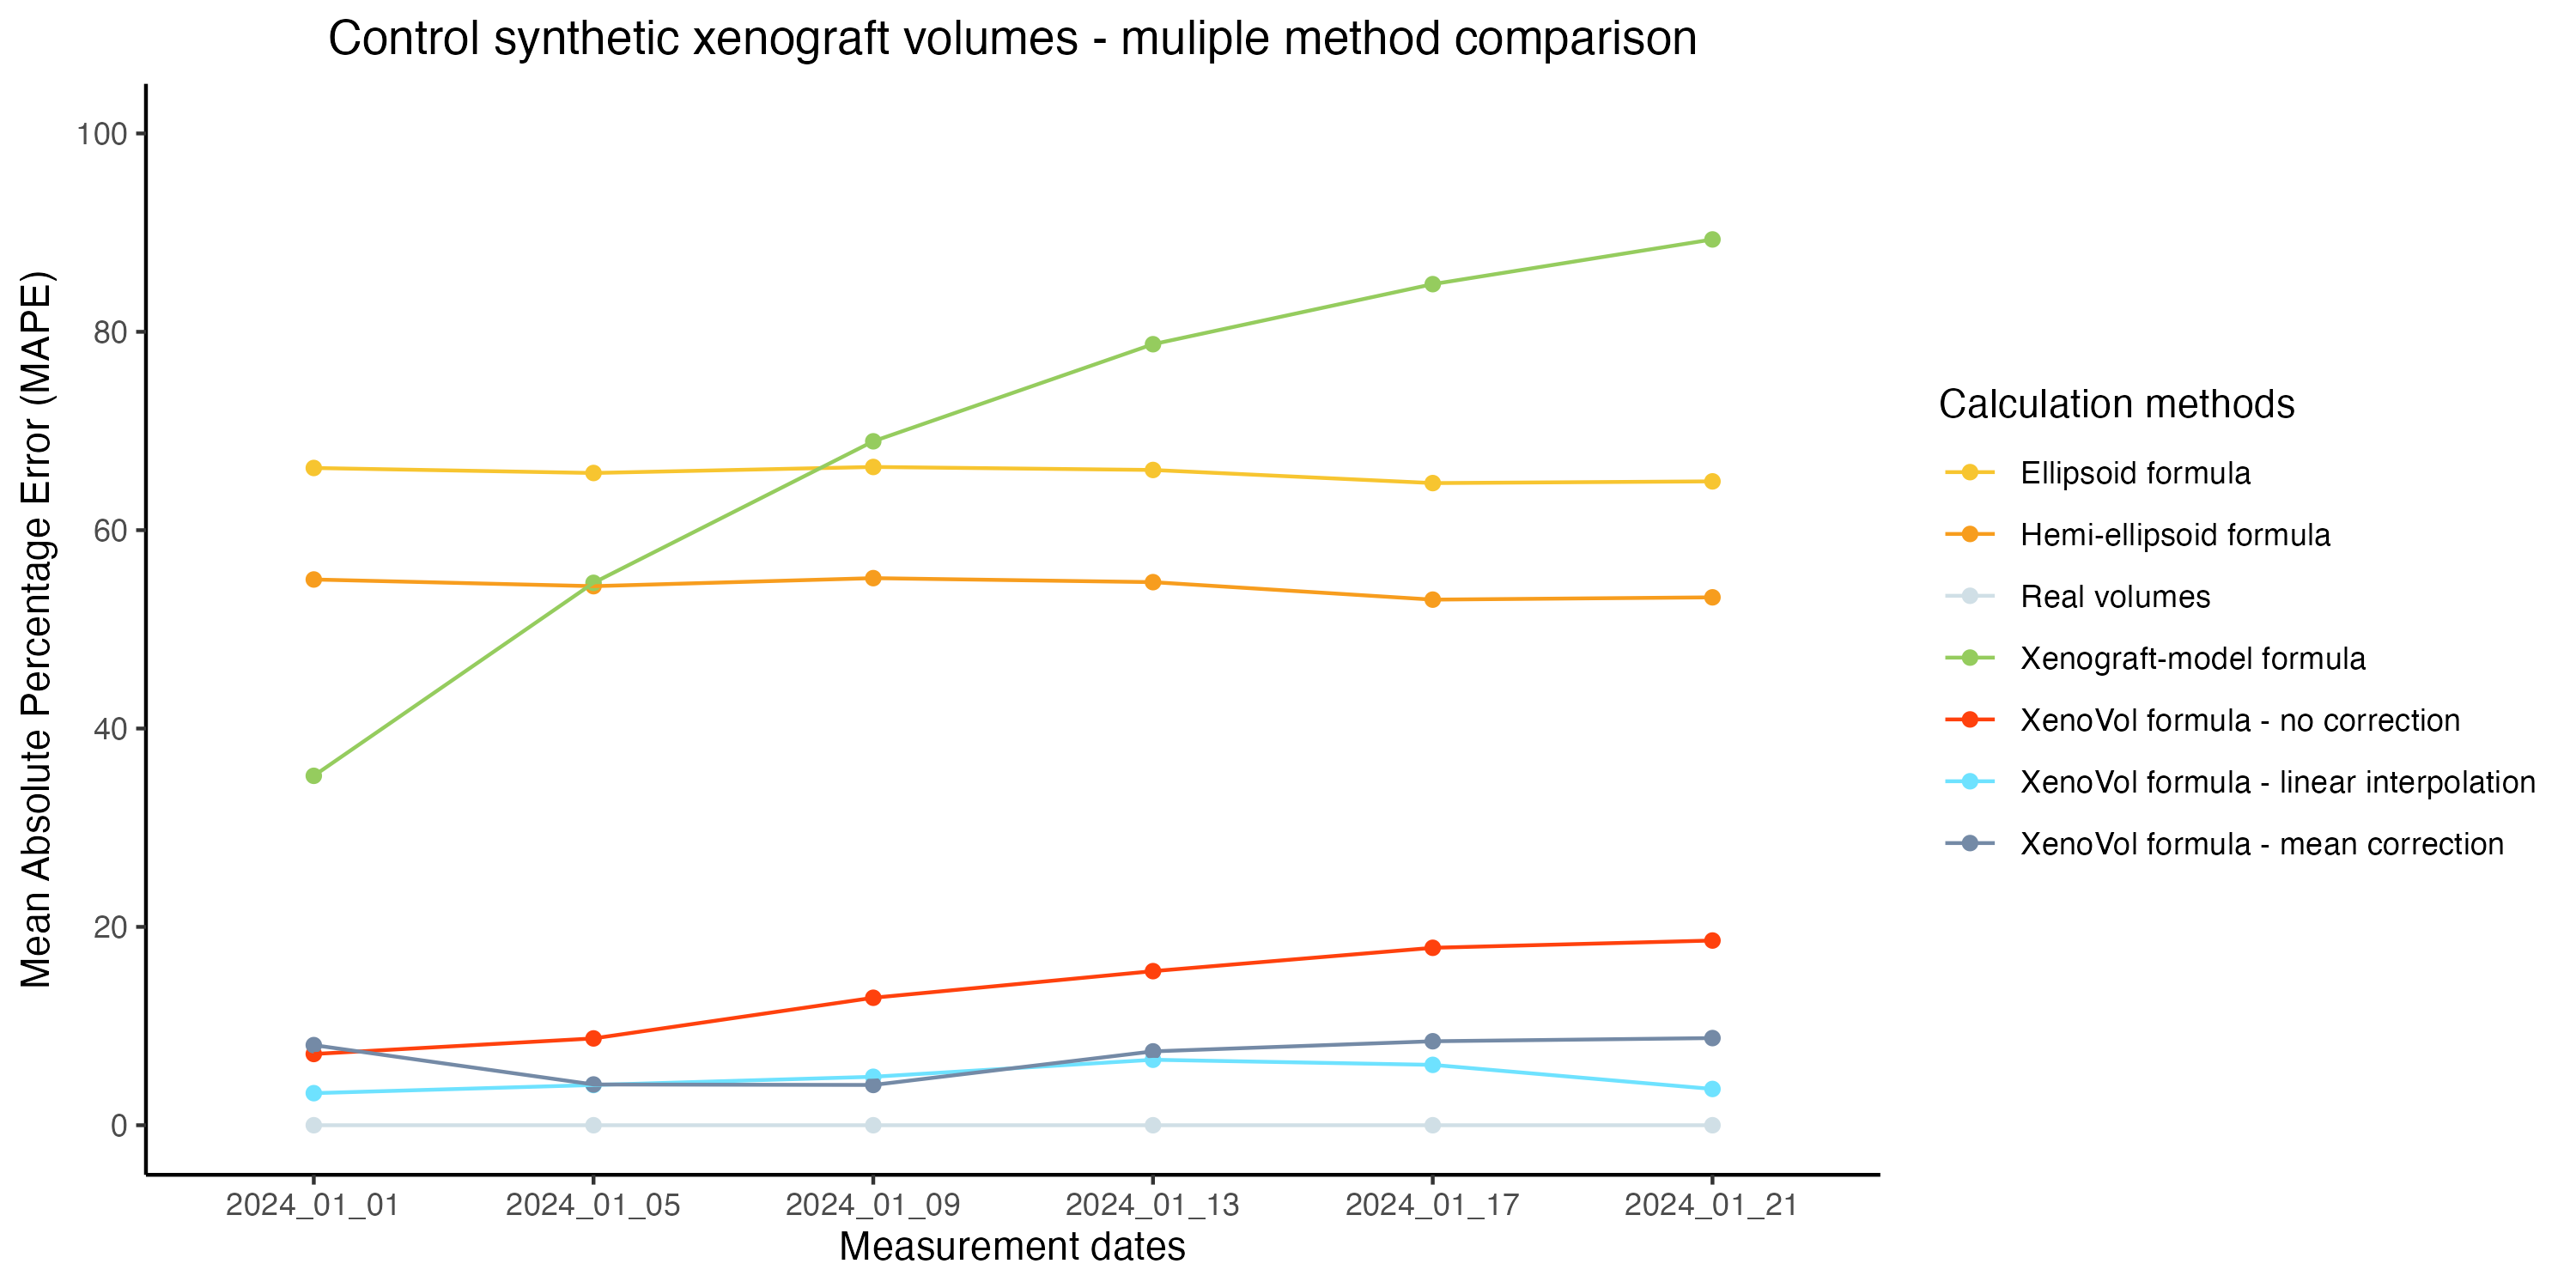 Control synthetic xenograft volumes - muliple method comparison
Mean Absolute Percentage Error (MAPE)
100
80
60
40
20
0
2024_01_01
2024_01_05
2024_01_09
2024_01_13
2024_01_17
2024_01_21
Measurement dates
Calculation methods
Ellipsoid formula
Hemi-ellipsoid formula
Real volumes
Xenograft-model formula
XenoVol formula - no correction
XenoVol formula - linear interpolation
XenoVol formula - mean correction